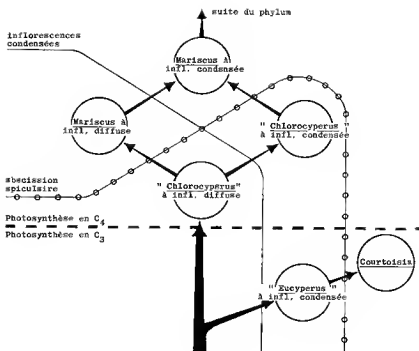 suite du phylum
inflorescences
condensées
Mariscus à
infl. condensée
Mariscus à
infl. diffuse
" Chlorocyperus"
à infl. condensée
abscission
spiculaire
" Chlorocyperus"
à infl. diffuse
Photosynthèse en C4
Photosynthèse en C3
Courtoisia
" Eucyperus "
à infl. condensée